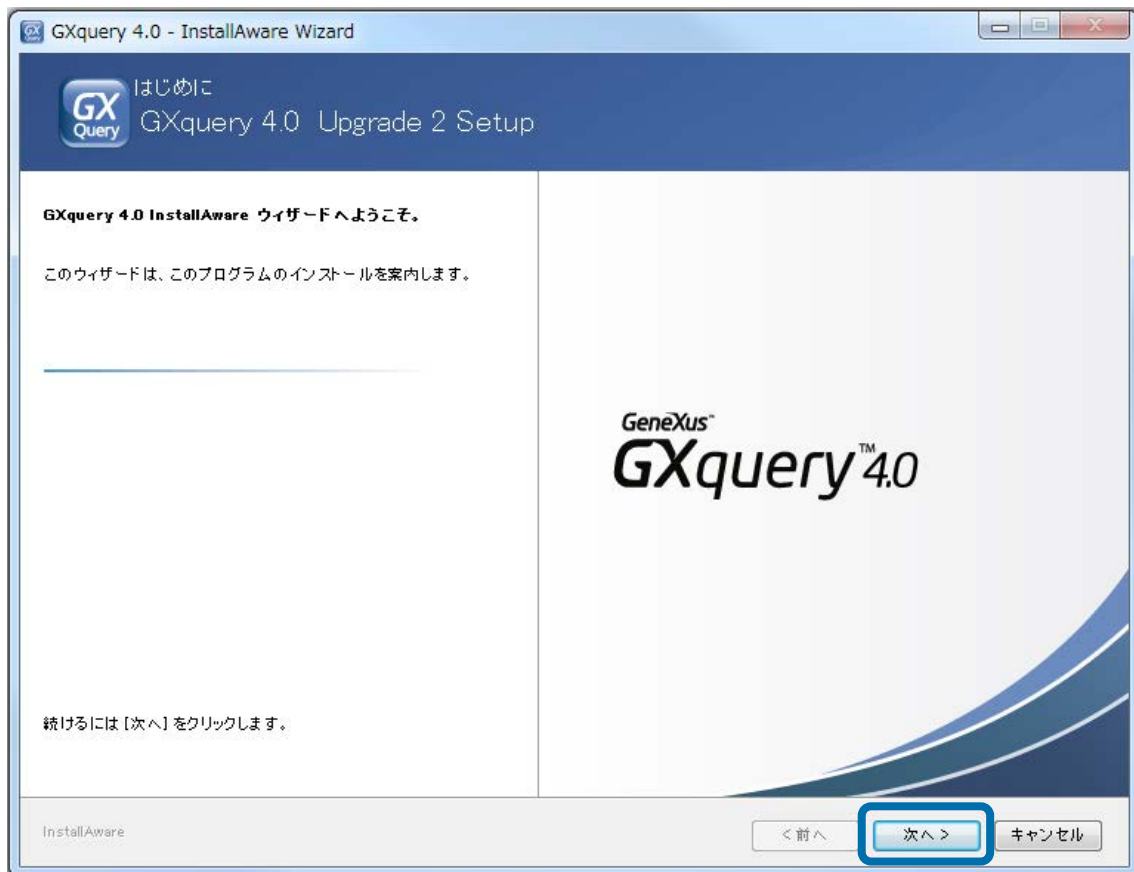 GXquery 4.0 - InstallAware Wizard
GX
Query
はじめに
GXquery 4.0 Upgrade 2 Setup
GXquery 4.0 InstallAware ウィザードへようこそ。
このウィザードは、このプログラムのインストールを案内します。
GeneXus™
GXquery™4.0
続けるには [次へ] をクリックします。
InstallAware
< 前へ
次へ >
キャンセル